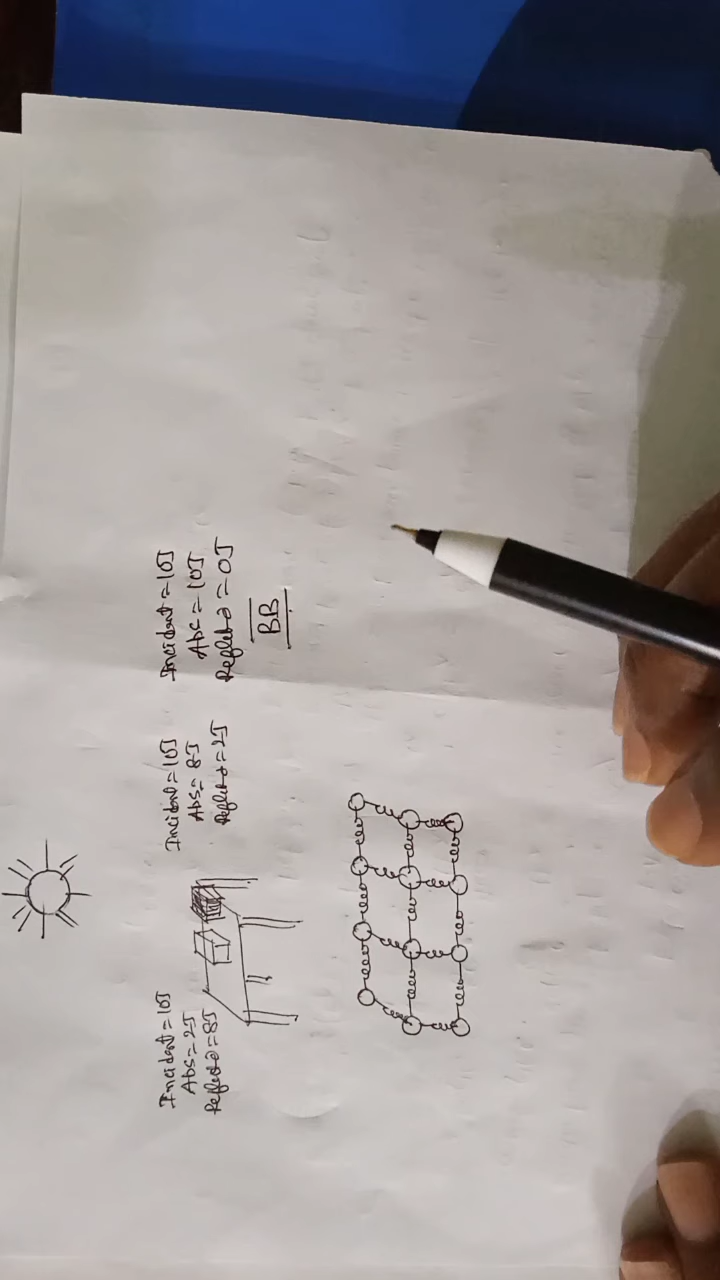 Incident = 10J
Abs = 2J
Reflected = 8J
Incident = 10J
Abs = 8J
Reflected = 2J
Incident = 10J
Abs = 10J
Reflected = 0J
BB